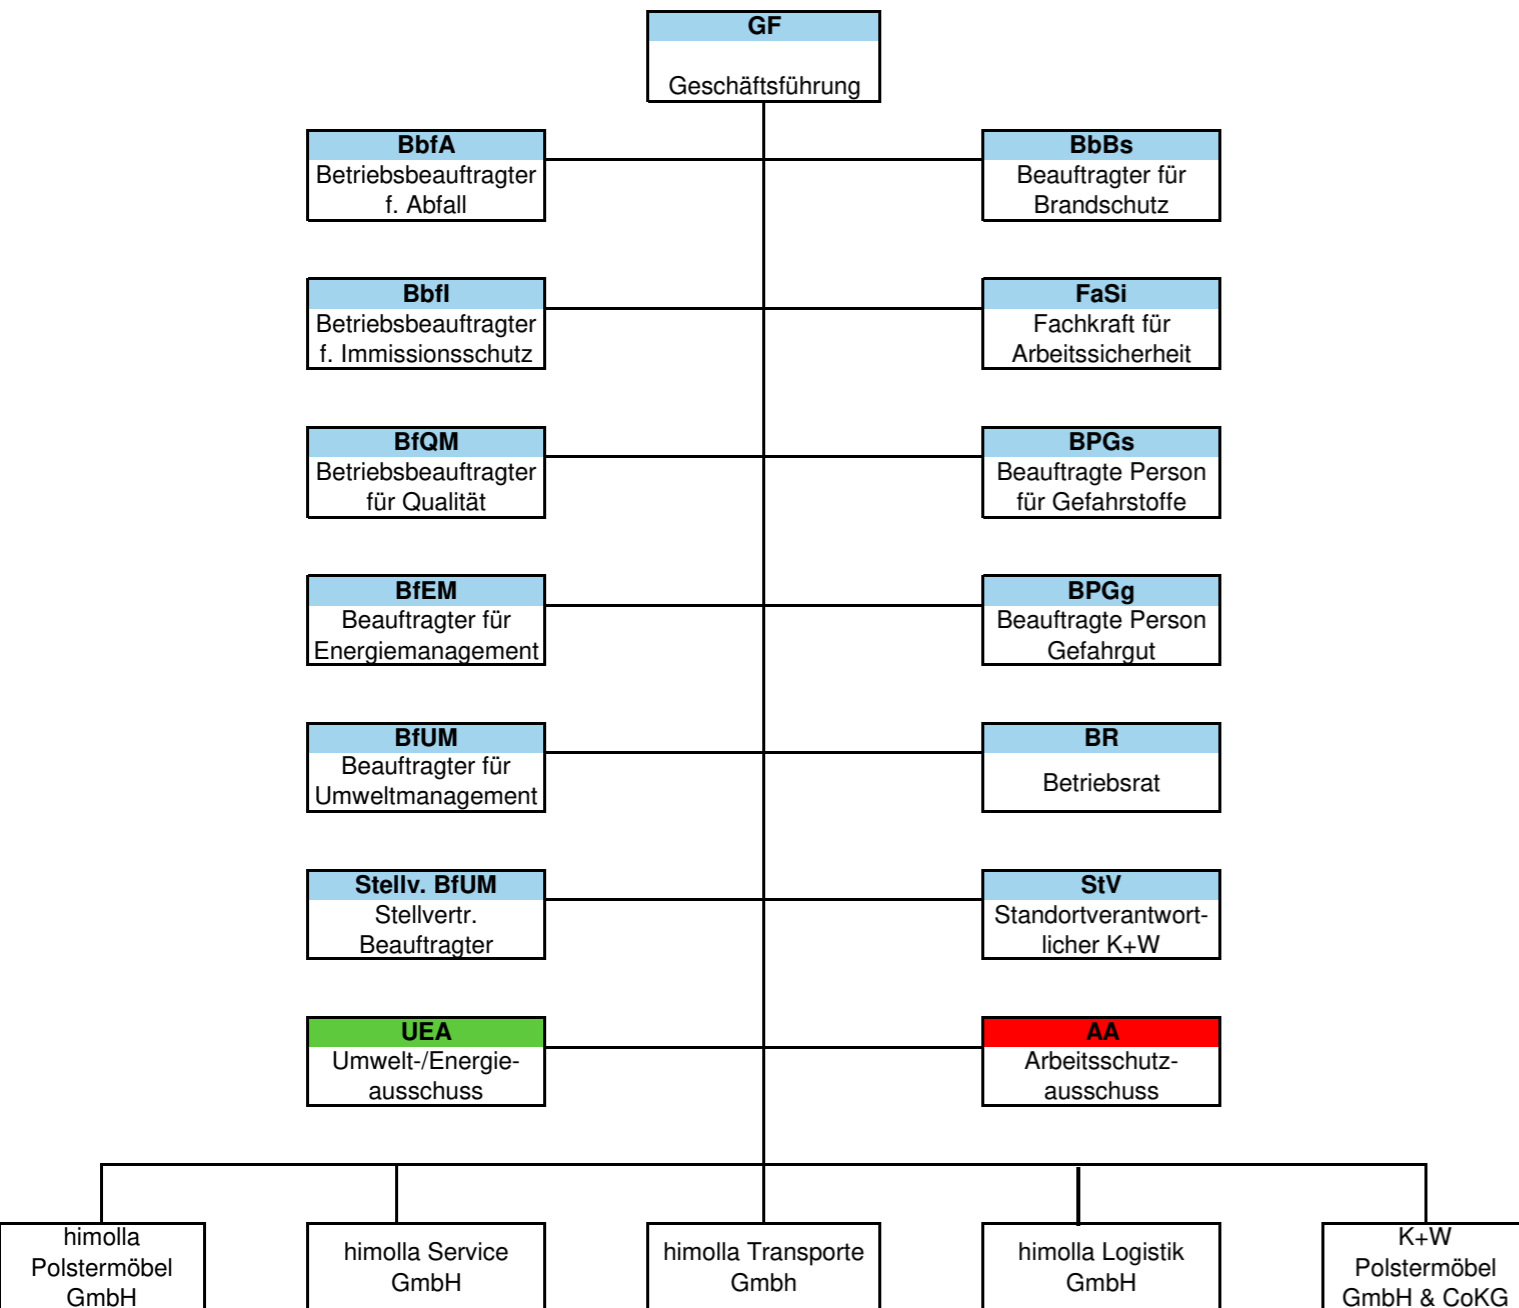 GF
Geschäftsführung
BbfA
Betriebsbeauftragter
f. Abfall
BbBs
Beauftragter für
Brandschutz
BbfI
Betriebsbeauftragter
f. Immissionsschutz
FaSi
Fachkraft für
Arbeitssicherheit
BfQM
Betriebsbeauftragter
für Qualität
BPGs
Beauftragte Person
für Gefahrstoffe
BfEM
Beauftragter für
Energiemanagement
BPGg
Beauftragte Person
Gefahrgut
BfUM
Beauftragter für
Umweltmanagement
BR
Betriebsrat
Stellv. BfUM
Stellvertr.
Beauftragter
StV
Standortverantwort-
licher K+W
UEA
Umwelt-/Energie-
ausschuss
AA
Arbeitsschutz-
ausschuss
himolla
Polstermöbel
GmbH
himolla Service
GmbH
himolla Transporte
Gmbh
himolla Logistik
GmbH
K+W
Polstermöbel
GmbH & CoKG